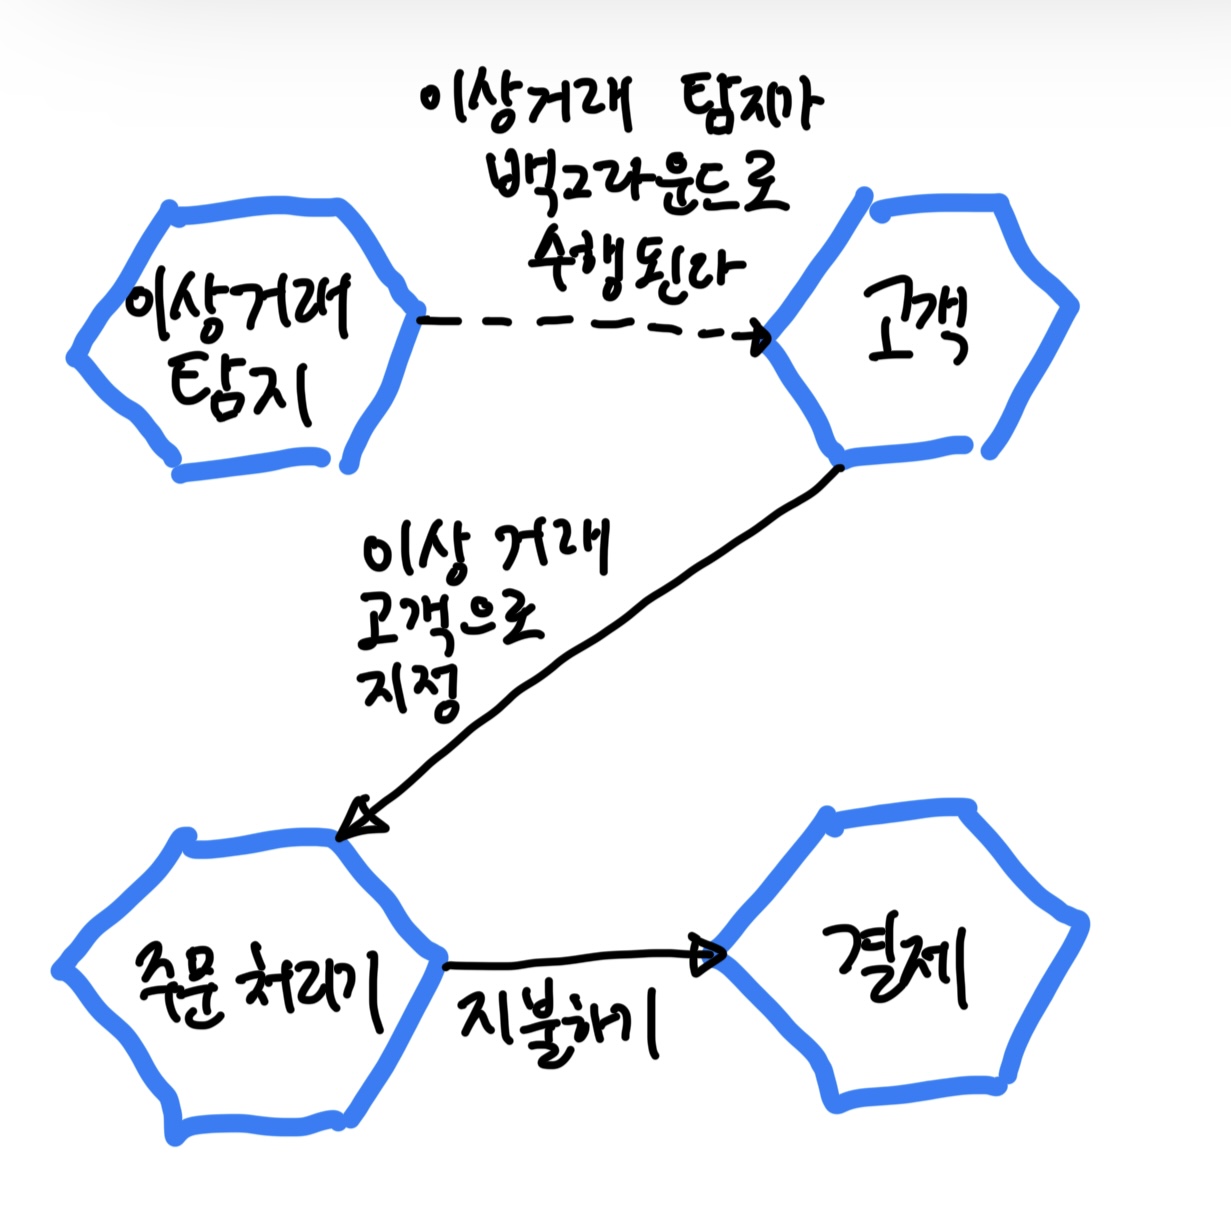 이상거래 탐지가
백그라운드로
수행된다
이상거래
탐지
고객
이상 거래
고객으로
지정
주문 처리기
지불하기
결제